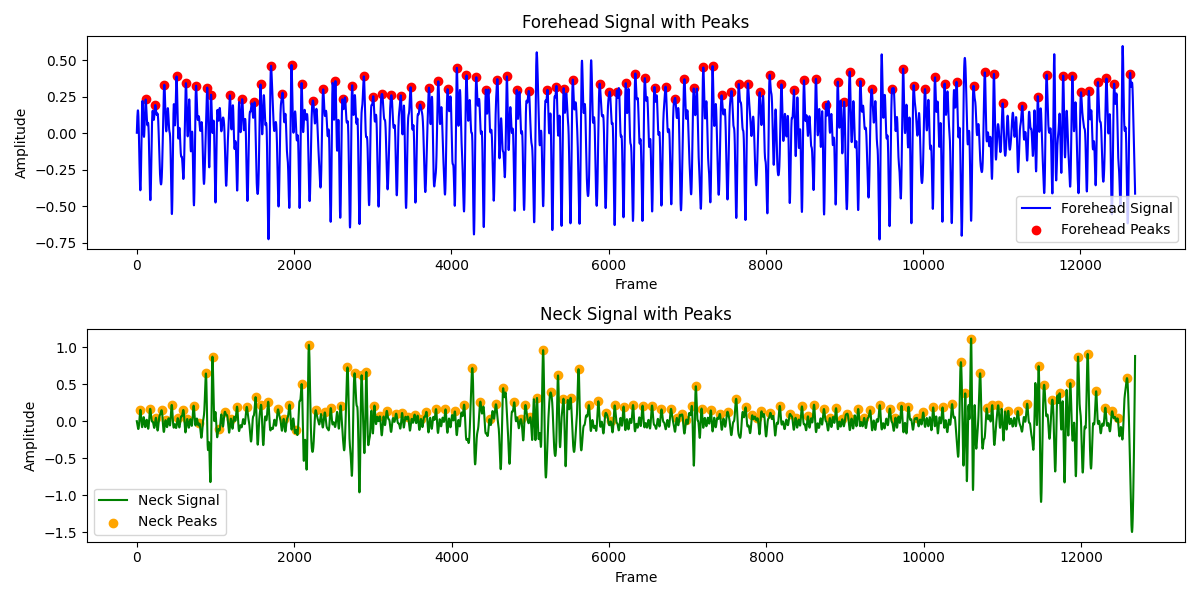 Forehead Signal with Peaks
0.50
0.25
0.00
−0.25
−0.50
−0.75
Amplitude
Forehead Signal
Forehead Peaks
0 2000 4000 6000 8000 10000 12000
Frame
Neck Signal with Peaks
1.0
0.5
0.0
−0.5
−1.0
−1.5
Amplitude
Neck Signal
Neck Peaks
0 2000 4000 6000 8000 10000 12000
Frame